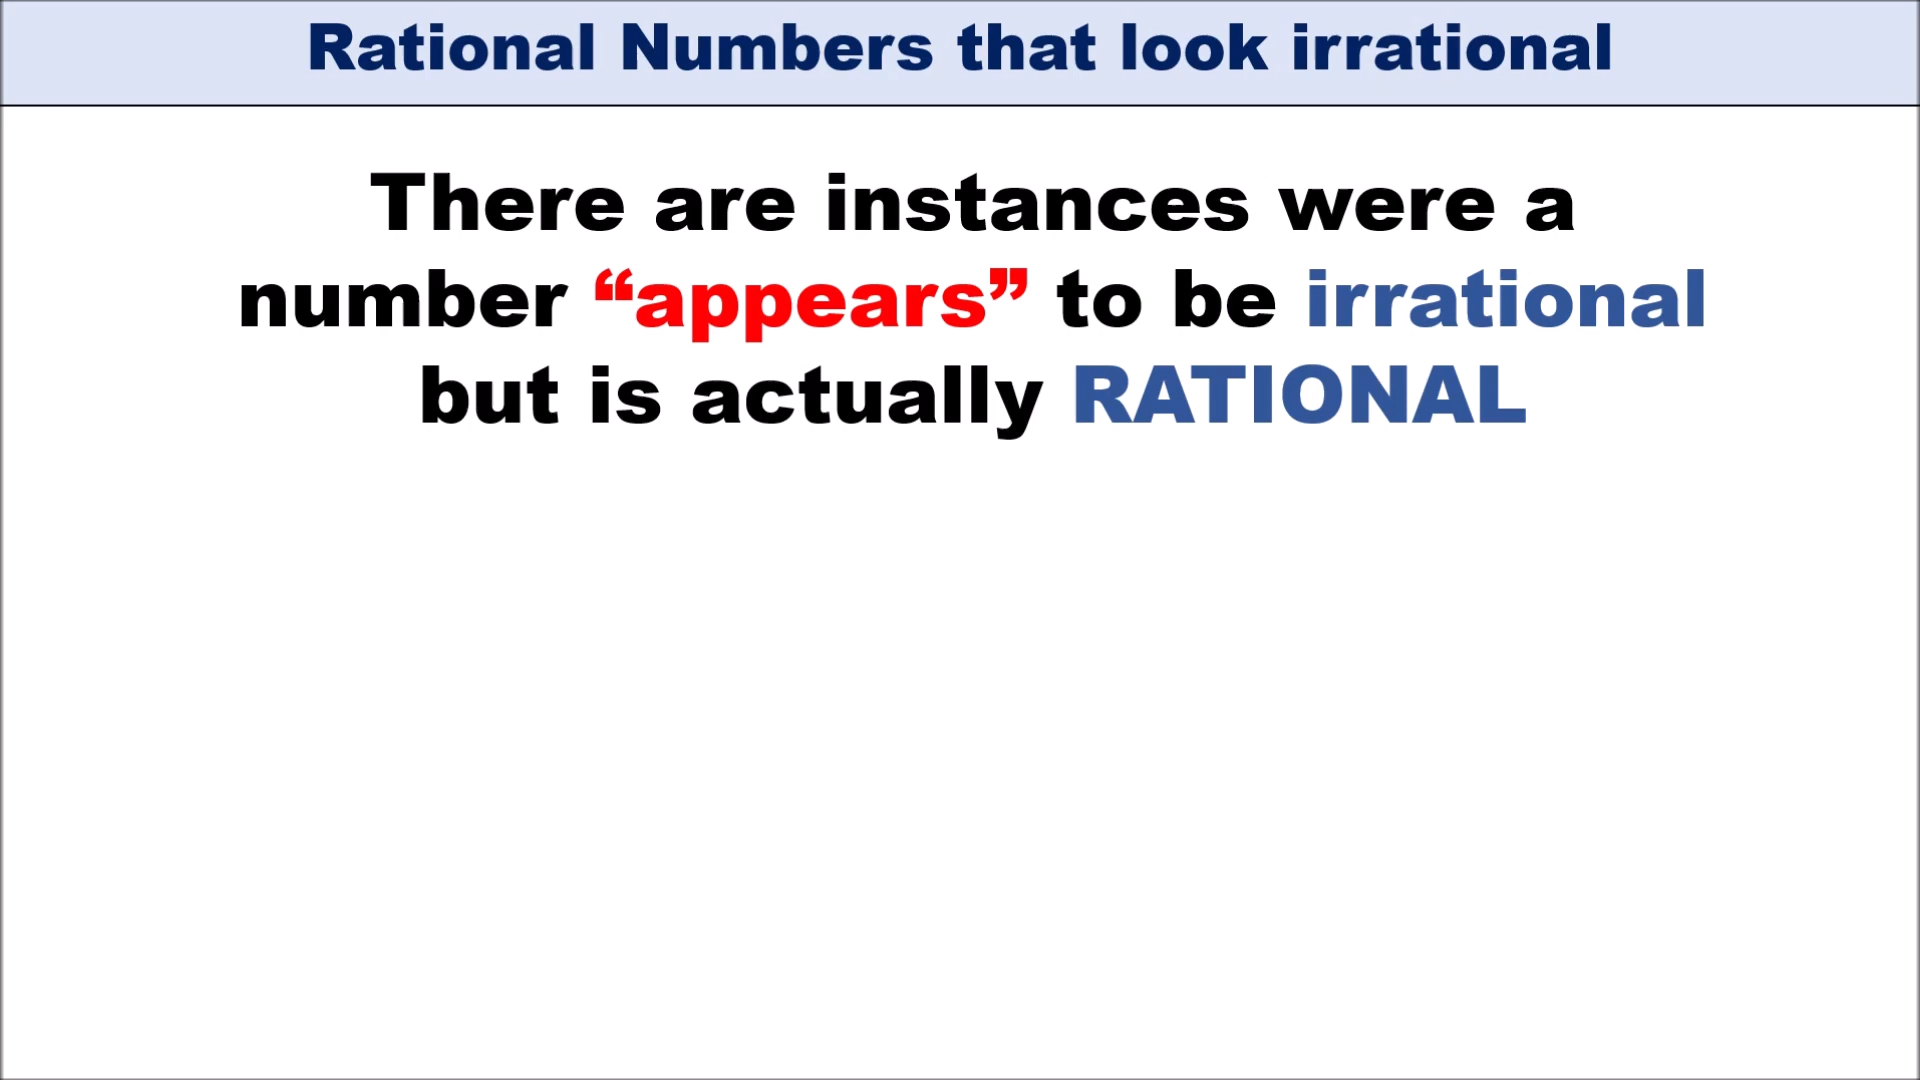 Rational Numbers that look irrational
There are instances were a
number “appears” to be irrational
but is actually RATIONAL